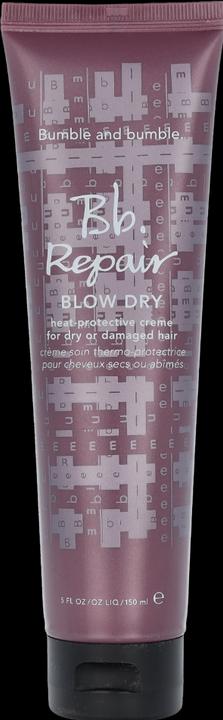 Bumble and bumble.
Bb.
Repair
BLOW DRY
heat-protective creme
for dry or damaged hair
crème soin thermo-protectrice
pour cheveux secs ou abîmés
5 FL OZ/OZ LIQ/150 ml e